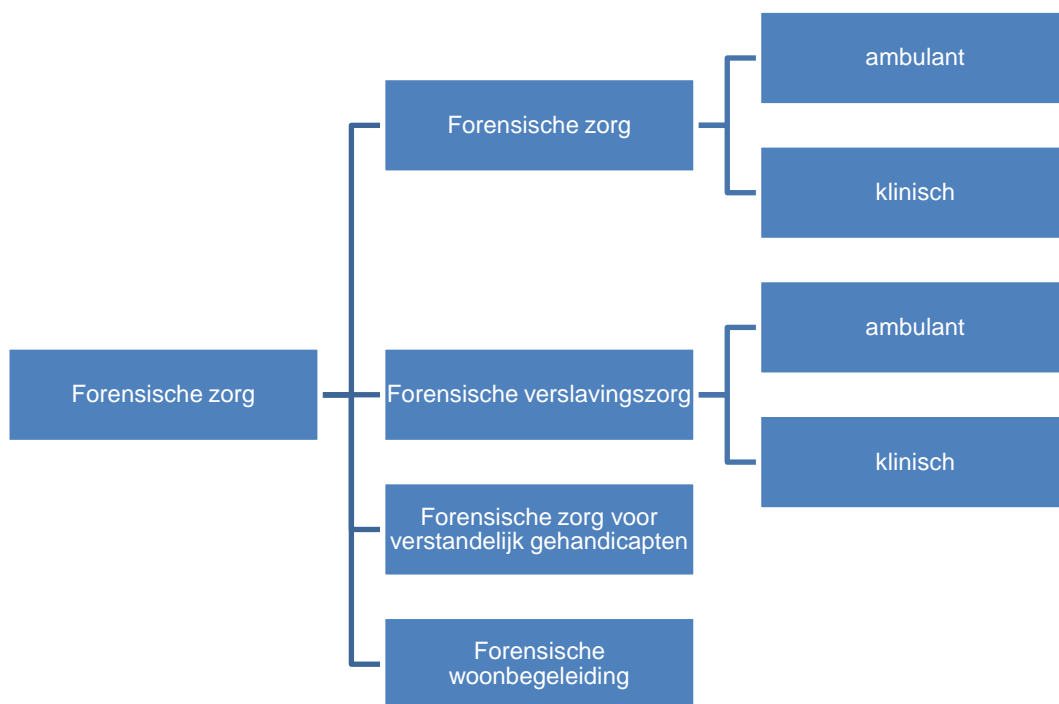 ambulant
Forensische zorg
klinisch
ambulant
Forensische zorg
Forensische verslavingszorg
klinisch
Forensische zorg voor
verstandelijk gehandicapten
Forensische
woonbegeleiding